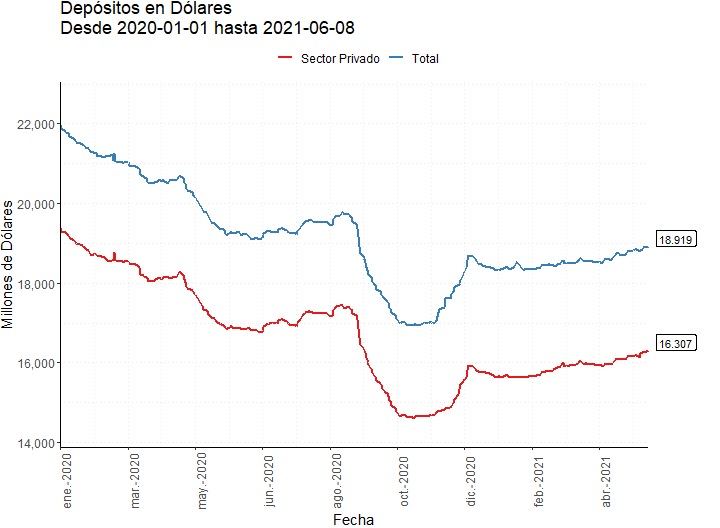 Depósitos en Dólares
Desde 2020-01-01 hasta 2021-06-08
Sector Privado Total
Millones de Dólares
22,000
20,000
18,000
16,000
14,000
18.919
16.307
ene.-2020
mar.-2020
may.-2020
jun.-2020
ago.-2020
oct.-2020
dic.-2020
feb.-2021
abr.-2021
Fecha